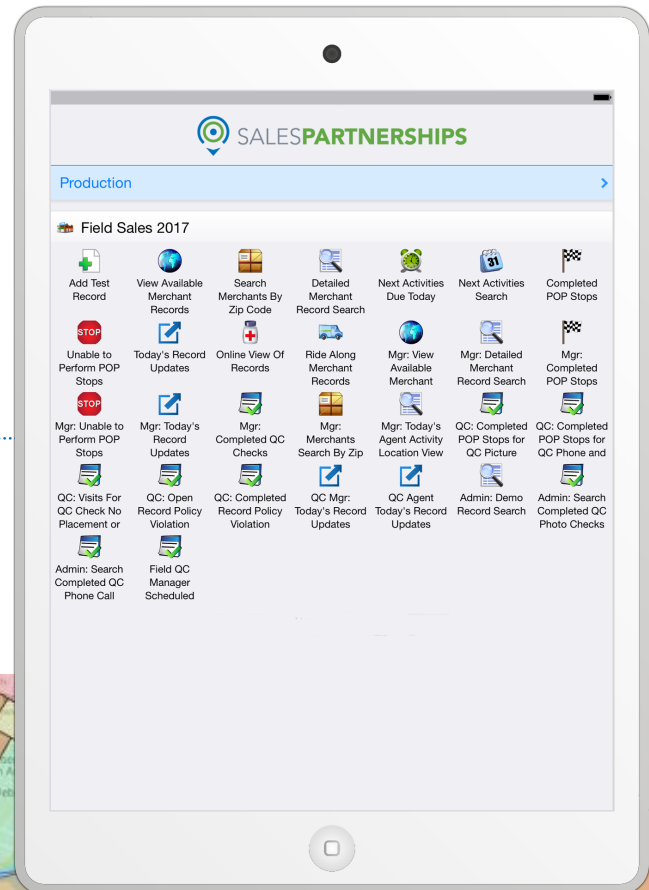 SALESPARTNERSHIPS
Production
Field Sales 2017
Add Test
Record
View Available
Merchant
Records
Search
Merchants By
Zip Code
Detailed
Merchant
Record Search
Next Activities
Due Today
31
Next Activities
Search
Completed
POP Stops
STOP
Unable to
Perform POP
Stops
Today's Record
Updates
Online View Of
Records
Ride Along
Merchant
Records
Mgr: View
Available
Merchant
Mgr: Detailed
Merchant
Record Search
Mgr:
Completed
POP Stops
STOP
Mgr: Unable to
Perform POP
Stops
Mgr: Today's
Record
Updates
Mgr:
Completed QC
Checks
Mgr:
Merchants
Search By Zip
Mgr: Today's
Agent Activity
Location View
QC: Completed
POP Stops for
QC Picture
QC: Completed
POP Stops for
QC Phone and
QC: Visits For
QC Check No
Placement or
QC: Open
Record Policy
Violation
QC: Completed
Record Policy
Violation
QC Mgr:
Today's Record
Updates
QC Agent
Today's Record
Updates
Admin: Demo
Record Search
Admin: Search
Completed QC
Photo Checks
Admin: Search
Completed QC
Phone Call
Field QC
Manager
Scheduled